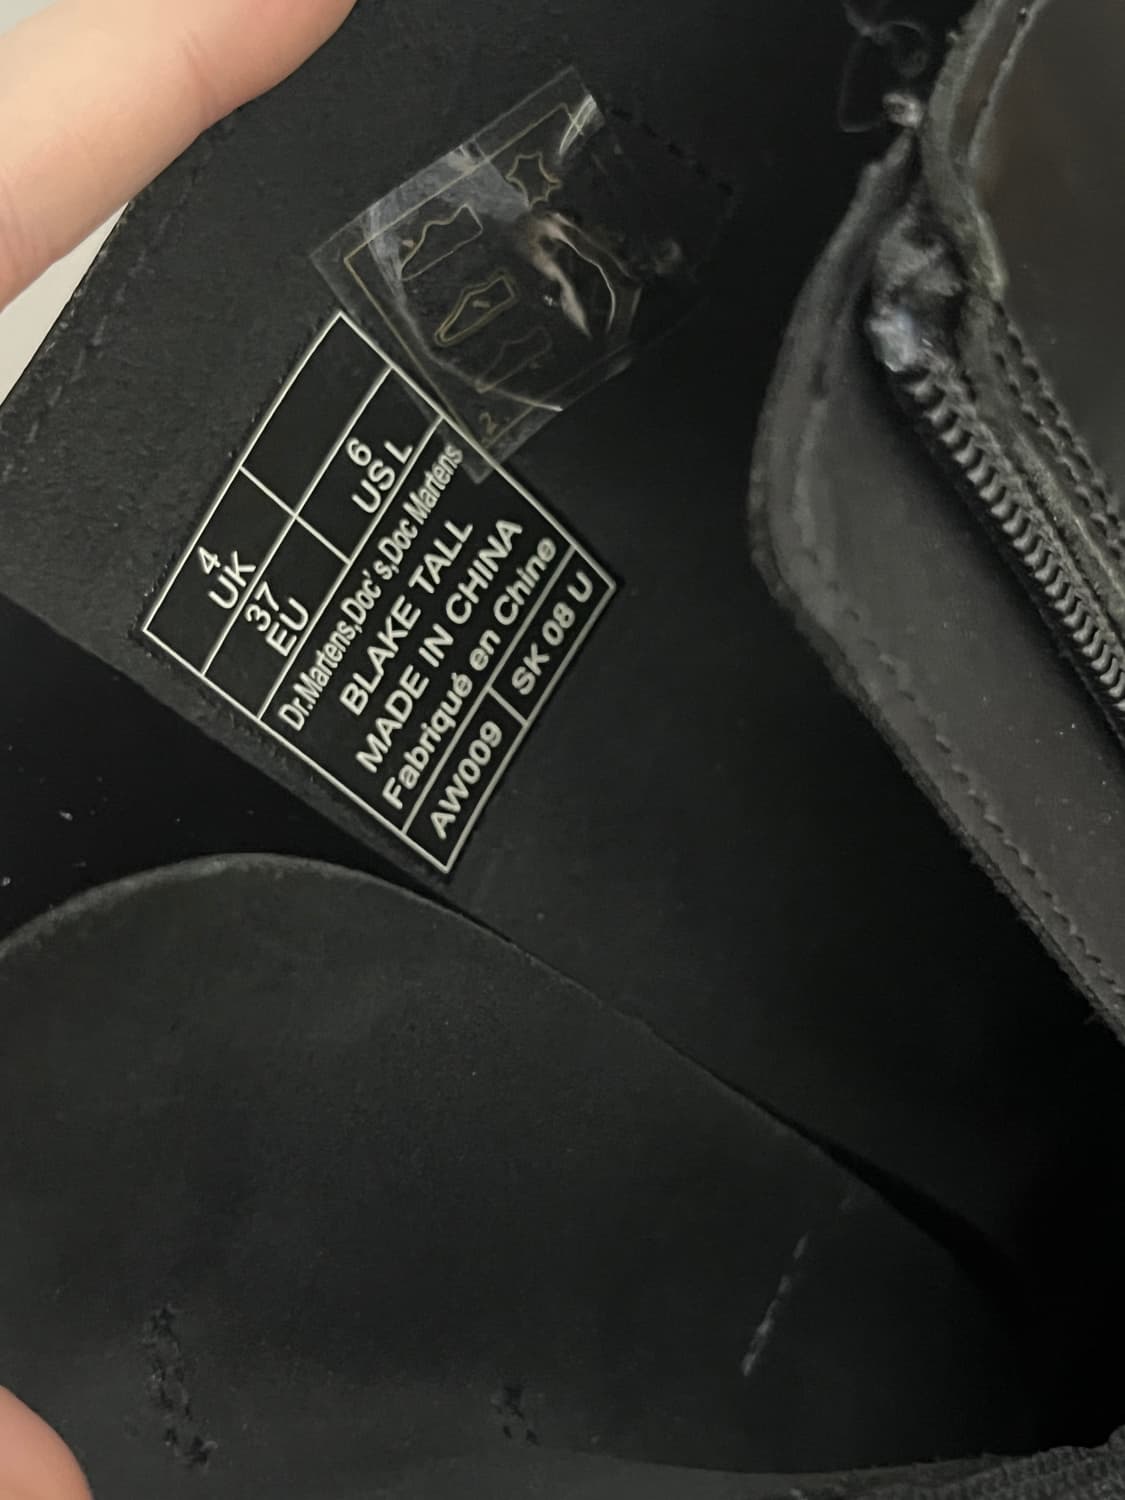 4
UK
37
EU
6
US L
Dr.Martens,Doc' s,Doc Martens
BLAKE TALL
MADE IN CHINA
Fabriqué en Chine
AW009
SK 08 U
2.